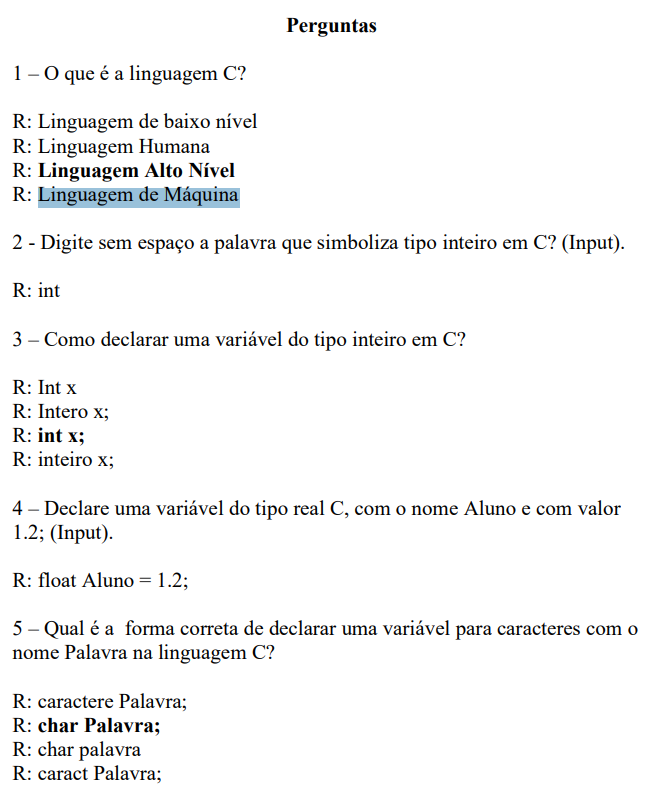 Perguntas
1 – O que é a linguagem C?
R: Linguagem de baixo nível
R: Linguagem Humana
R: Linguagem Alto Nível
R: Linguagem de Máquina
2 - Digite sem espaço a palavra que simboliza tipo inteiro em C? (Input).
R: int
3 – Como declarar uma variável do tipo inteiro em C?
R: Int x
R: Intero x;
R: int x;
R: inteiro x;
4 – Declare uma variável do tipo real C, com o nome Aluno e com valor
1.2; (Input).
R: float Aluno = 1.2;
5 – Qual é a  forma correta de declarar uma variável para caracteres com o
nome Palavra na linguagem C?
R: caractere Palavra;
R: char Palavra;
R: char palavra
R: caract Palavra;